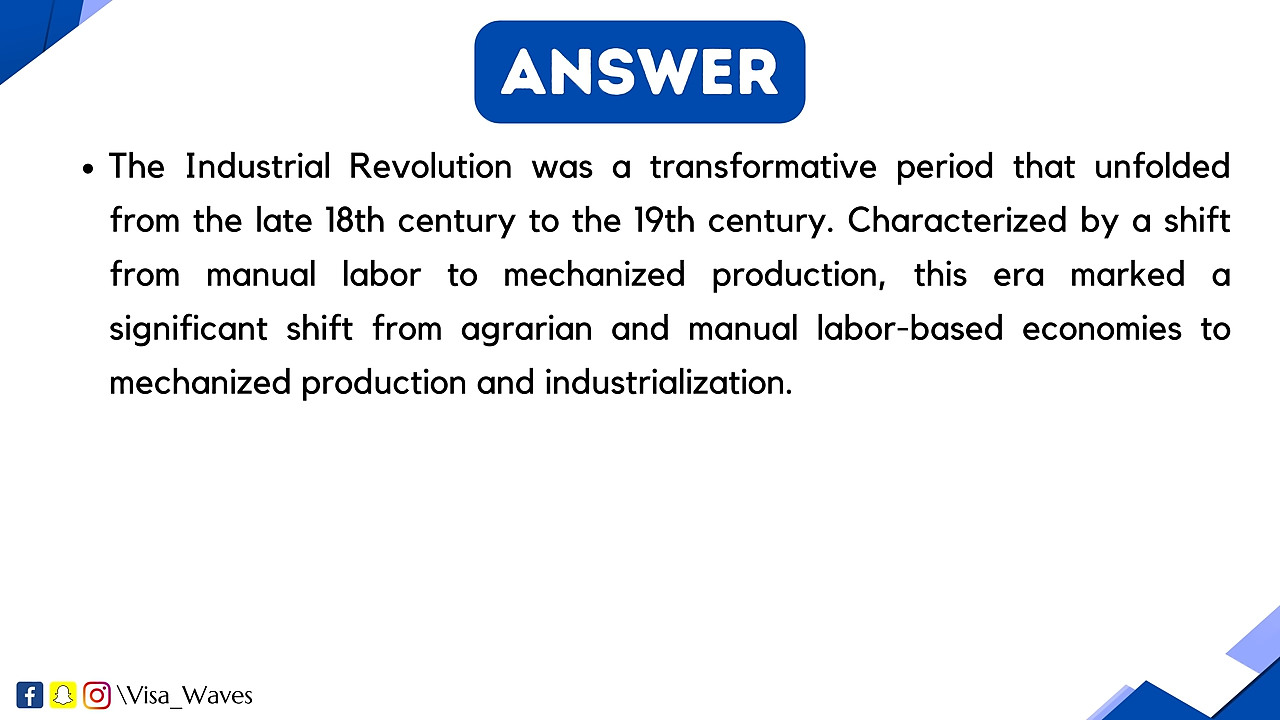 ANSWER
• The Industrial Revolution was a transformative period that unfolded
from the late 18th century to the 19th century. Characterized by a shift
from manual labor to mechanized production, this era marked a
significant shift from agrarian and manual labor-based economies to
mechanized production and industrialization.
\Visa_Waves